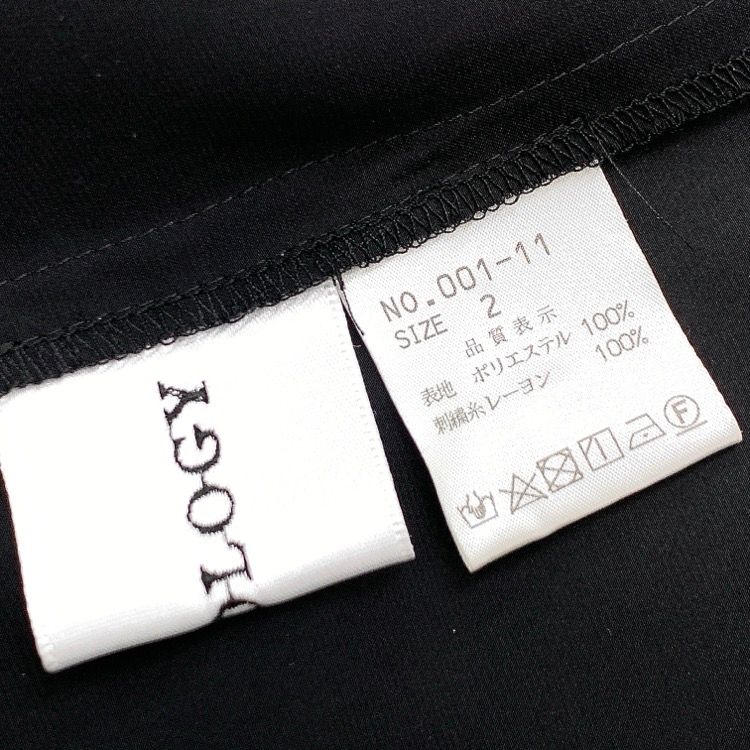 LOGY
NO.001-11
SIZE 2
品質表示
表地 ポリエステル 100%
刺繍糸レーヨン 100%
F